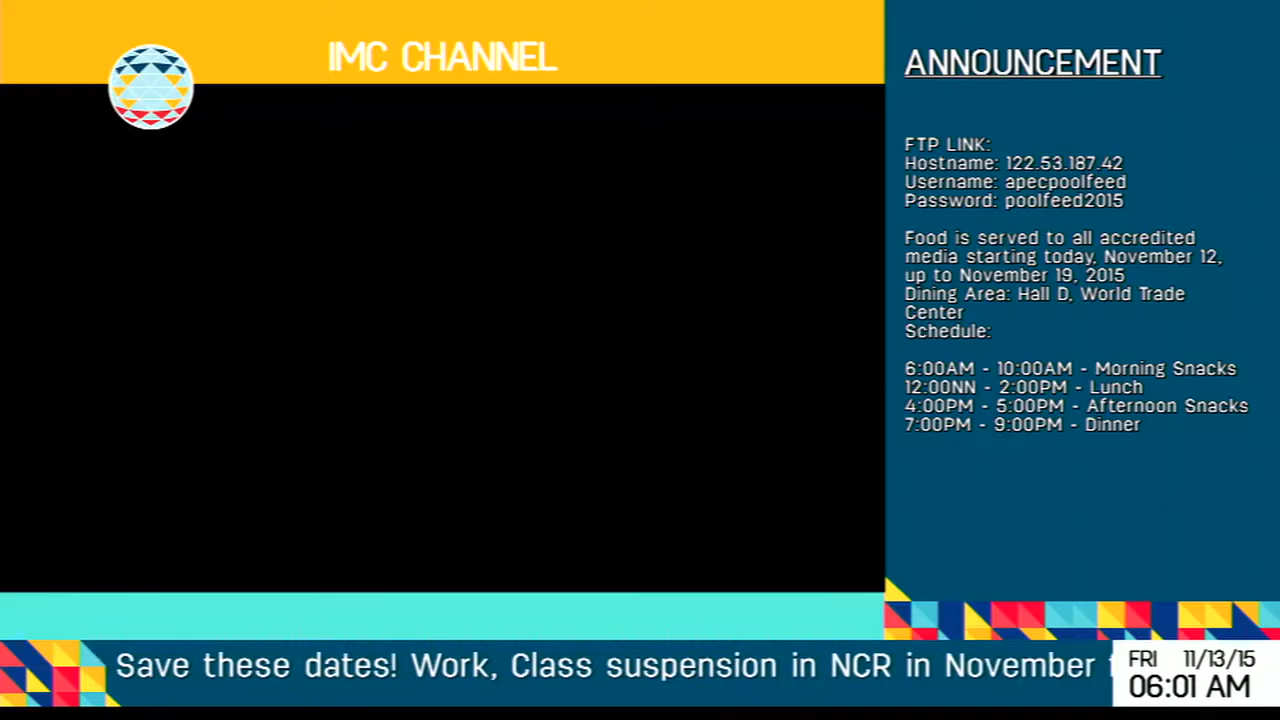 IMC CHANNEL
ANNOUNCEMENT
FTP LINK:
Hostname: 122.53.187.42
Username: apecpoolfeed
Password: poolfeed2015
Food is served to all accredited
media starting today, November 12,
up to November 19, 2015
Dining Area: Hall D, World Trade
Center
Schedule:
6:00AM - 10:00AM - Morning Snacks
12:00NN - 2:00PM - Lunch
4:00PM - 5:00PM - Afternoon Snacks
7:00PM - 9:00PM - Dinner
Save these dates! Work, Class suspension in NCR in November
FRI 11/13/15
06:01 AM